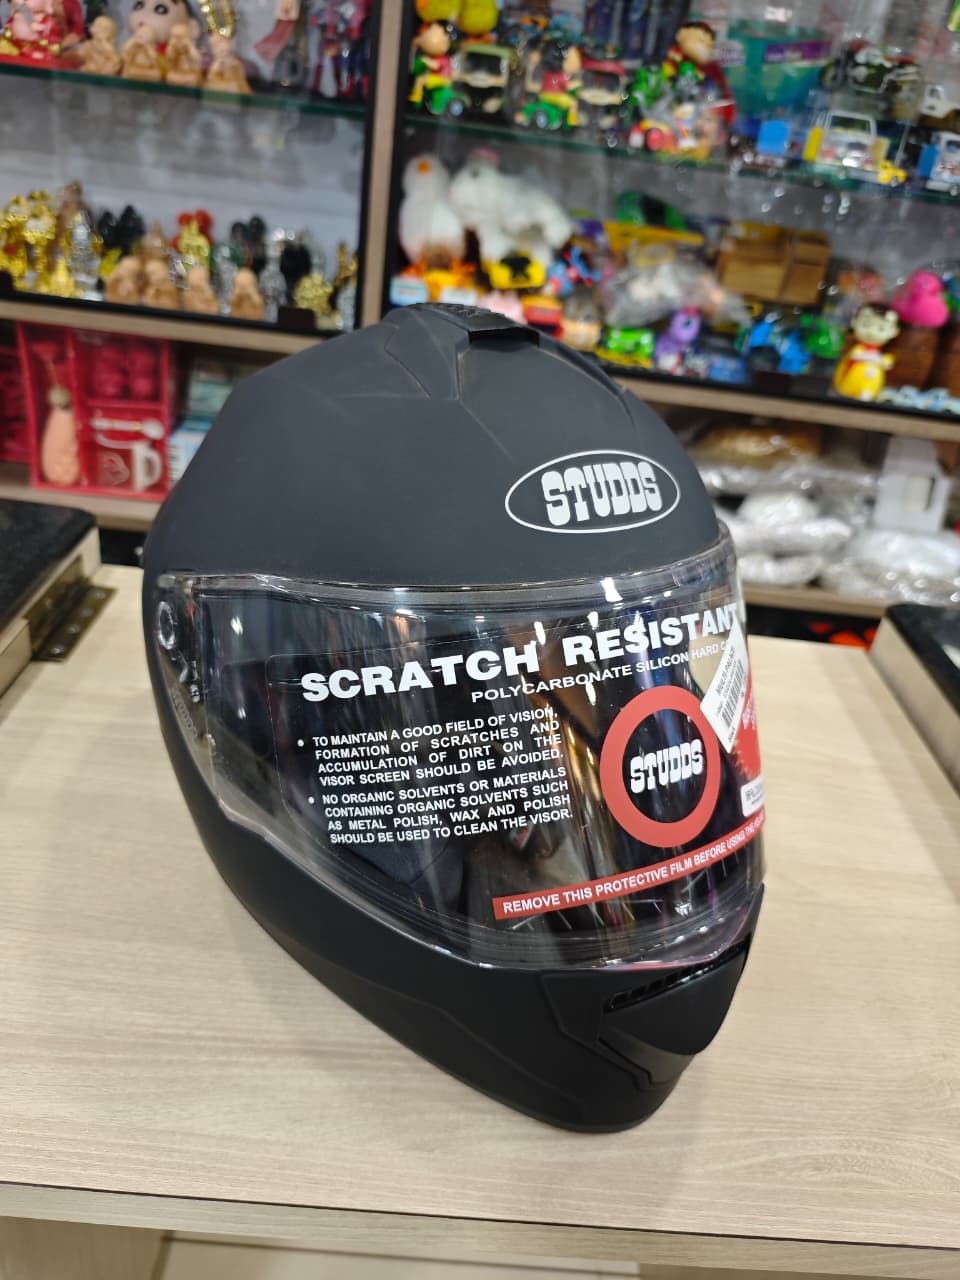 STUDDS
SCRATCH RESISTANT
POLYCARBONATE SILICON HARD
• TO MAINTAIN A GOOD FIELD OF VISION,
FORMATION OF SCRATCHES AND
ACCUMULATION OF DIRT ON THE
VISOR SCREEN SHOULD BE AVOIDED.
• NO ORGANIC SOLVENTS OR MATERIALS
CONTAINING ORGANIC SOLVENTS SUCH
AS METAL POLISH, WAX AND POLISH
SHOULD BE USED TO CLEAN THE VISOR.
STUDDS
REMOVE THIS PROTECTIVE FILM BEFORE USING THE